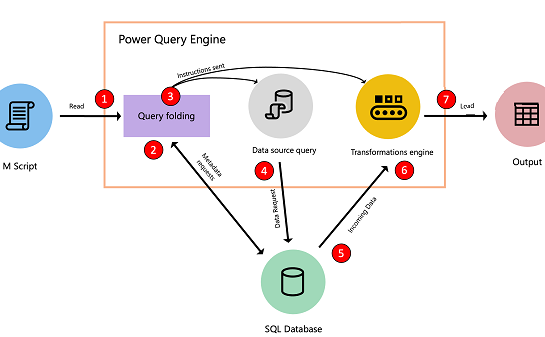 Power Query Engine
Instructions sent
1
Read
3
7
Query folding
Load
2
Data source query
Transformations engine
M Script
Output
4
6
Metadata
requests
Data Request
Incoming Data
5
SQL Database